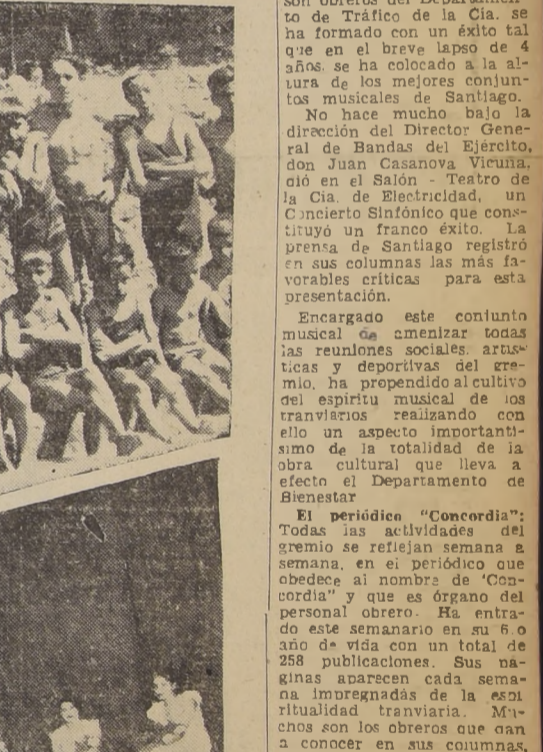 son obreros del Departamen-
to de Tráfico de la Cía. se
ha formado con un éxito tal
que en el breve lapso de 4
años, se ha colocado a la al-
tura de los mejores conjun-
tos musicales de Santiago.
No hace mucho bajo la
dirección del Director Gene-
ral de Bandas del Ejército,
don Juan Casanova Vicuña,
dió en el Salón - Teatro de
la Cía. de Electricidad, un
Concierto Sinfónico que cons-
tituyó un franco éxito. La
prensa de Santiago registró
en sus columnas las más fa-
vorables críticas para esta
presentación.
Encargado este conjunto
musical de amenizar todas
las reuniones sociales, artís-
ticas y deportivas del gre-
mio, ha propendido al cultivo
del espíritu musical de los
tranviarios realizando con
ello un aspecto importantí-
simo de la totalidad de la
obra cultural que lleva a
efecto el Departamento de
Bienestar
El periódico "Concordia":
Todas las actividades del
gremio se reflejan semana a
semana, en el periódico que
obedece al nombre de 'Con-
cordia" y que es órgano del
personal obrero. Ha entra-
do este semanario en su 6.o
año de vida con un total de
258 publicaciones. Sus pá-
ginas aparecen cada sema-
na impregnadas de la espi
ritualidad tranviaria. Mu-
chos son los obreros que dan
a conocer en sus columnas,